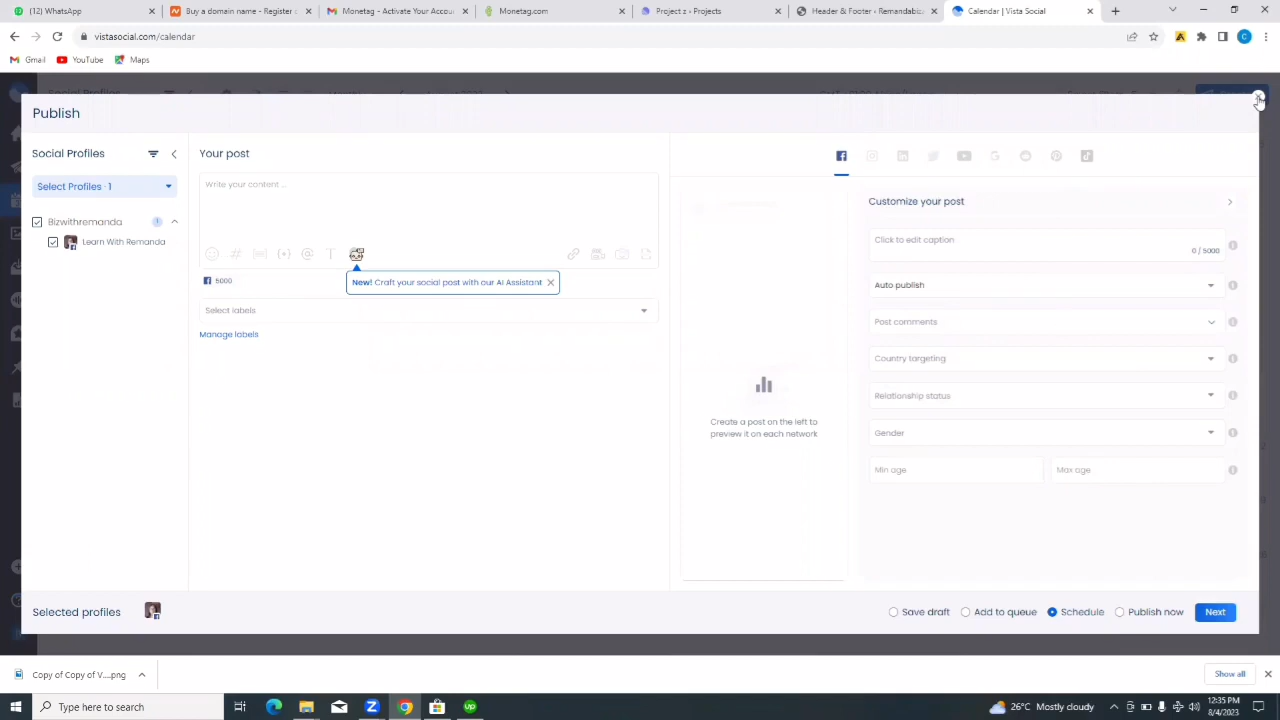 (12) WhatsApp
Buy a domain name - Register c
Monetag - Activate Your Accou
Monetag.com
Project z - Projects
Header & Footer ‹ Remandabiz
Calendar | Vista Social
vistasocial.com/calendar
Gmail
YouTube
Maps
Publish
Social Profiles
Your post
Select Profiles · 1
Write your content ...
Customize your post
Bizwithremanda
1
Learn With Remanda
Click to edit caption
0 / 5000
5000
New! Craft your social post with our AI Assistant
Auto publish
Select labels
Post comments
Manage labels
Country targeting
Relationship status
Create a post on the left to
preview it on each network
Gender
Min age
Max age
Selected profiles
Save draft
Add to queue
Schedule
Publish now
Next
Copy of Copy of V....png
Show all
Type here to search
26°C Mostly cloudy
12:35 PM
8/4/2023